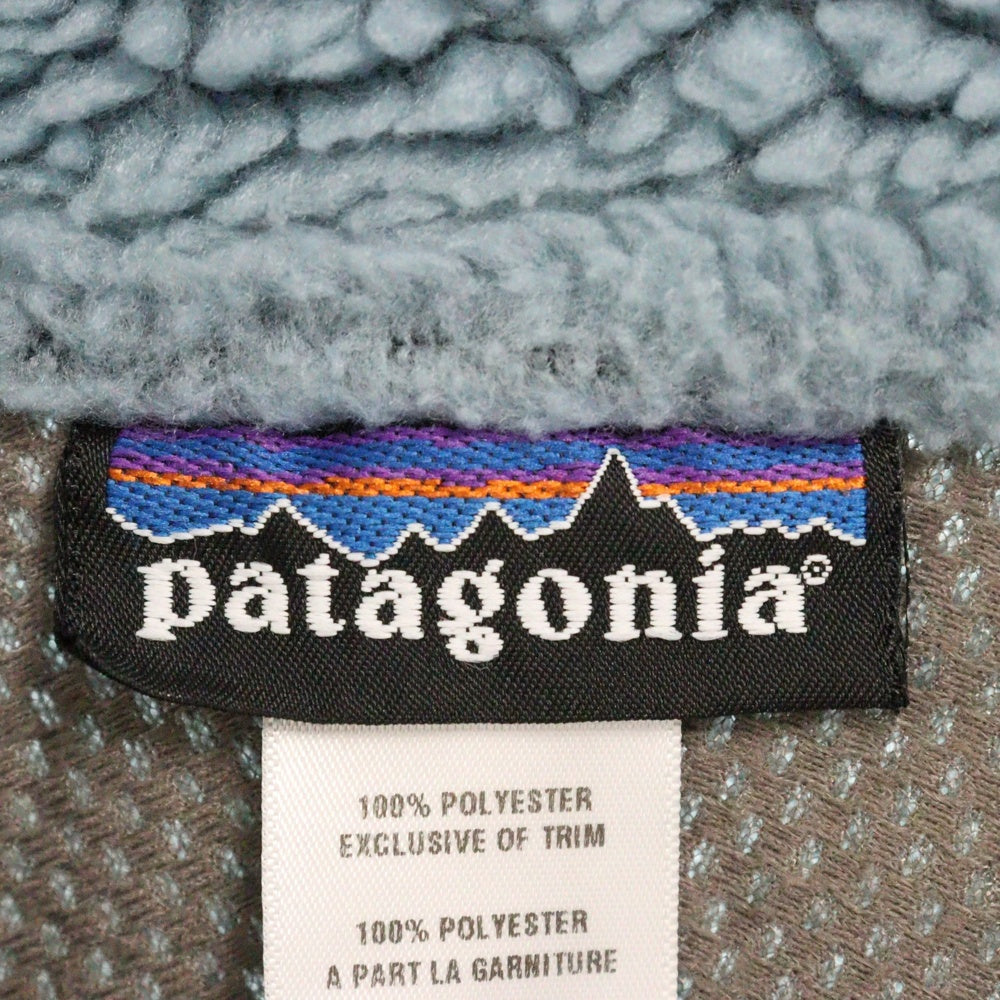 patagonia®
100% POLYESTER
EXCLUSIVE OF TRIM
100% POLYESTER
A PART LA GARNITURE